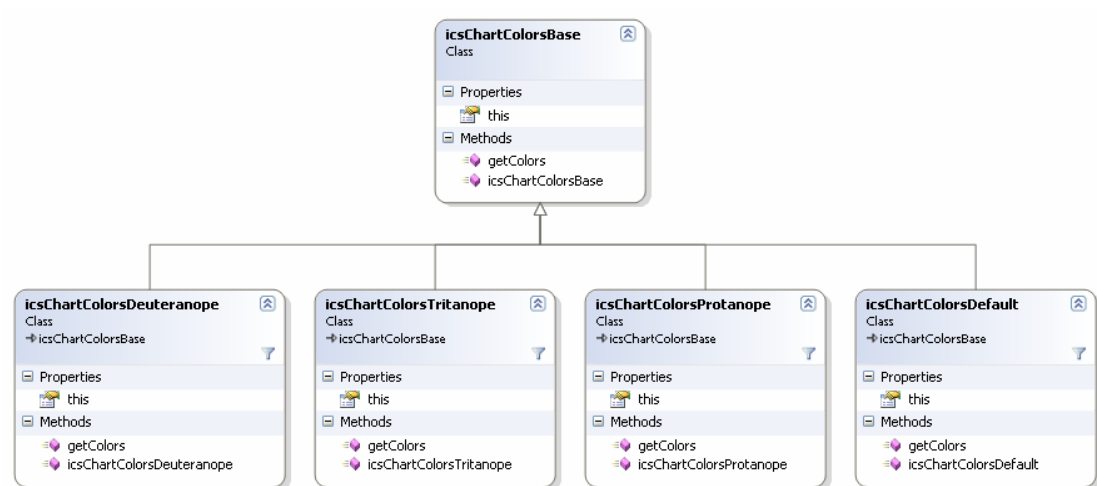 icsChartColorsBase
Class
Properties
this
Methods
getColors
icsChartColorsBase
icsChartColorsDeuteranope
Class
icsChartColorsBase
Properties
this
Methods
getColors
icsChartColorsDeuteranope
icsChartColorsTritanope
Class
icsChartColorsBase
Properties
this
Methods
getColors
icsChartColorsTritanope
icsChartColorsProtanope
Class
icsChartColorsBase
Properties
this
Methods
getColors
icsChartColorsProtanope
icsChartColorsDefault
Class
icsChartColorsBase
Properties
this
Methods
getColors
icsChartColorsDefault